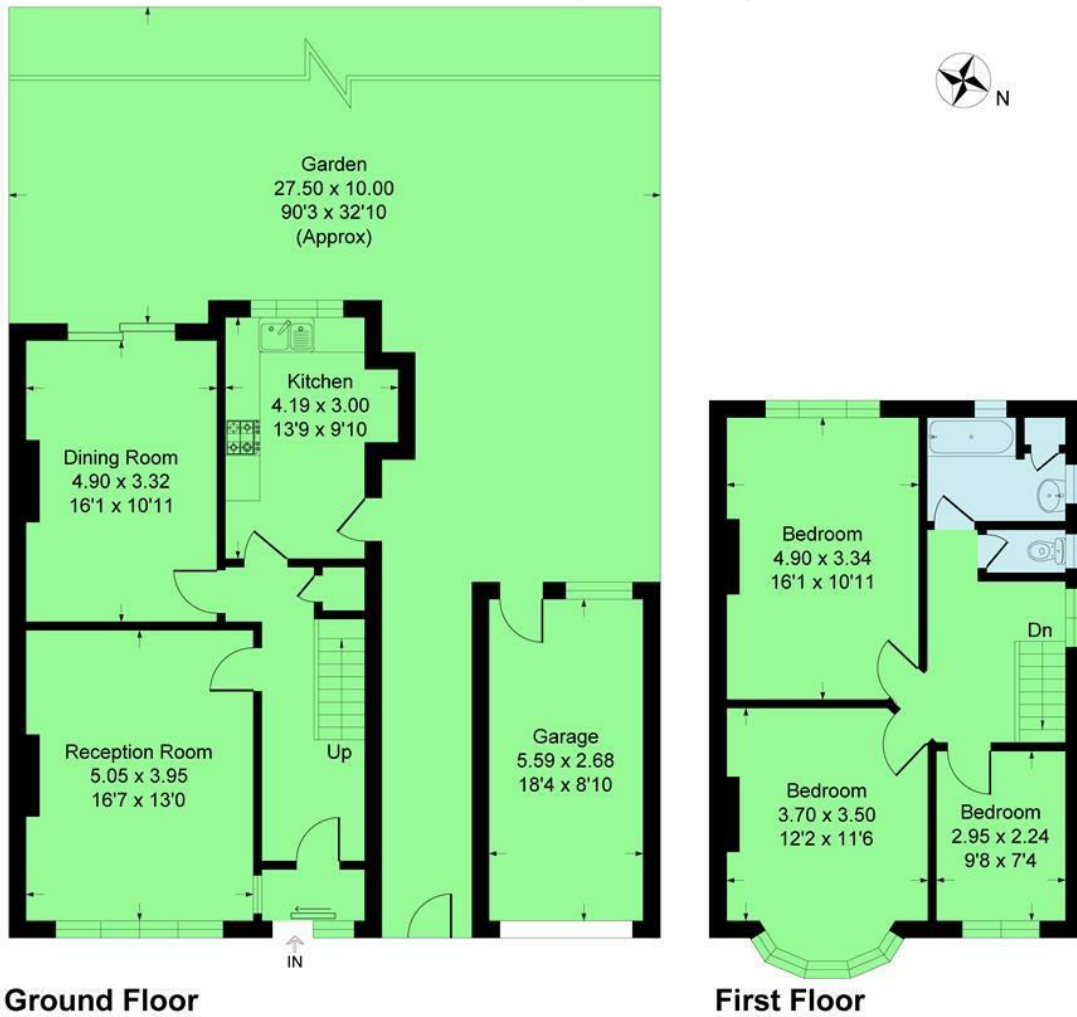 N
Garden
27.50 x 10.00
90'3 x 32'10
(Approx)
Kitchen
4.19 x 3.00
13'9 x 9'10
Dining Room
4.90 x 3.32
16'1 x 10'11
Reception Room
5.05 x 3.95
16'7 x 13'0
Up
Garage
5.59 x 2.68
18'4 x 8'10
IN
Ground Floor
Bedroom
4.90 x 3.34
16'1 x 10'11
Dn
Bedroom
3.70 x 3.50
12'2 x 11'6
Bedroom
2.95 x 2.24
9'8 x 7'4
First Floor